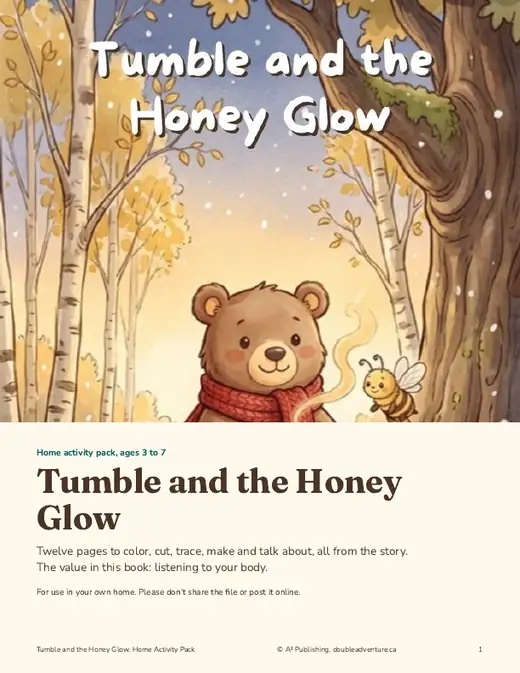 Tumble and the
Honey Glow
Home activity pack, ages 3 to 7
Tumble and the Honey
Glow
Twelve pages to color, cut, trace, make and talk about, all from the story.
The value in this book: listening to your body.
For use in your own home. Please don't share the file or post it online.
Tumble and the Honey Glow. Home Activity Pack © A² Publishing, doubleadventure.ca 1